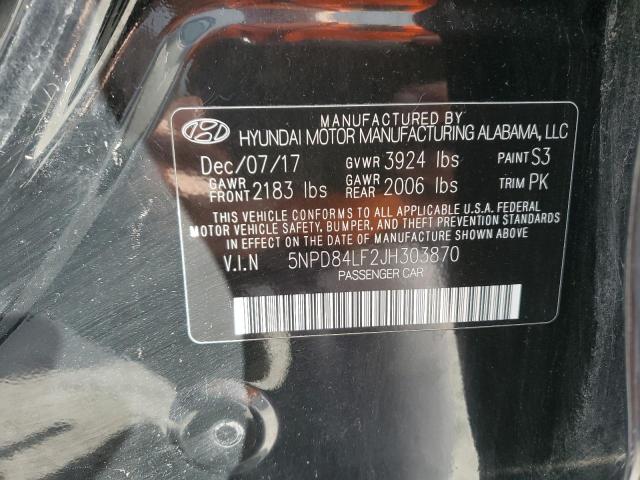 MANUFACTURED BY
HYUNDAI MOTOR MANUFACTURING ALABAMA, LLC
Dec/07/17 GVWR 3924 lbs PAINT S3
GAWR FRONT 2183 lbs GAWR REAR 2006 lbs TRIM PK
THIS VEHICLE CONFORMS TO ALL APPLICABLE U.S.A. FEDERAL
MOTOR VEHICLE SAFETY, BUMPER, AND THEFT PREVENTION STANDARDS
IN EFFECT ON THE DATE OF MANUFACTURE SHOWN ABOVE.
V.I.N 5NPD84LF2JH303870
PASSENGER CAR